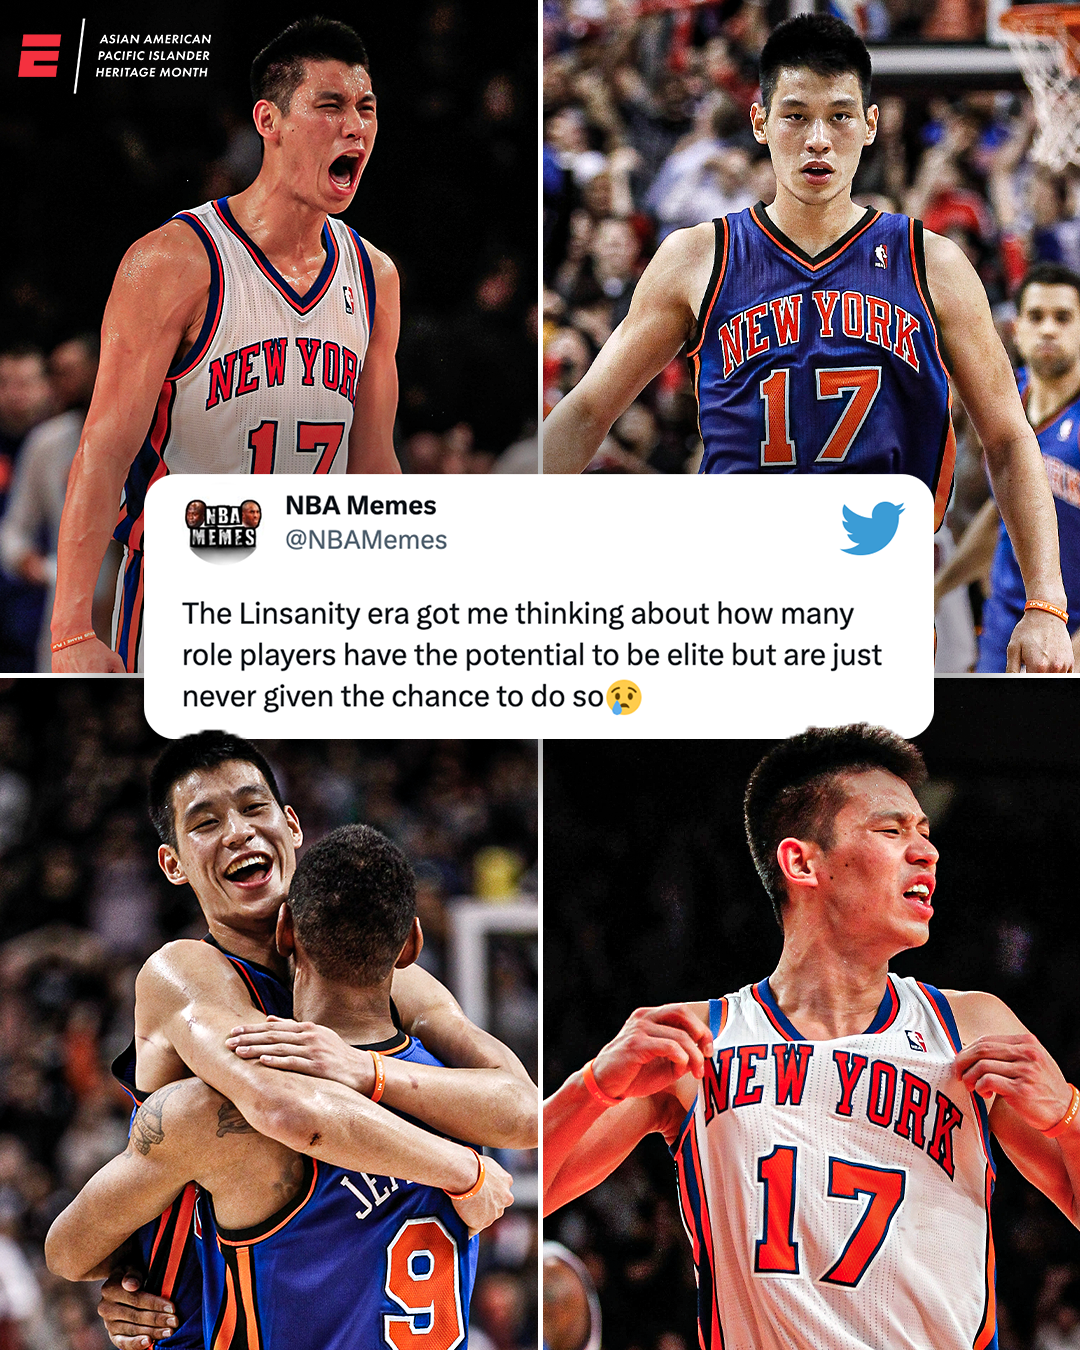 ASIAN AMERICAN
PACIFIC ISLANDER
HERITAGE MONTH
NEW YOR
17
NBA
NEW YORK
17
NBA
MEMES
NBA Memes
@NBAMemes
The Linsanity era got me thinking about how many
role players have the potential to be elite but are just
never given the chance to do so😢
JE
9
NEW YORK
17